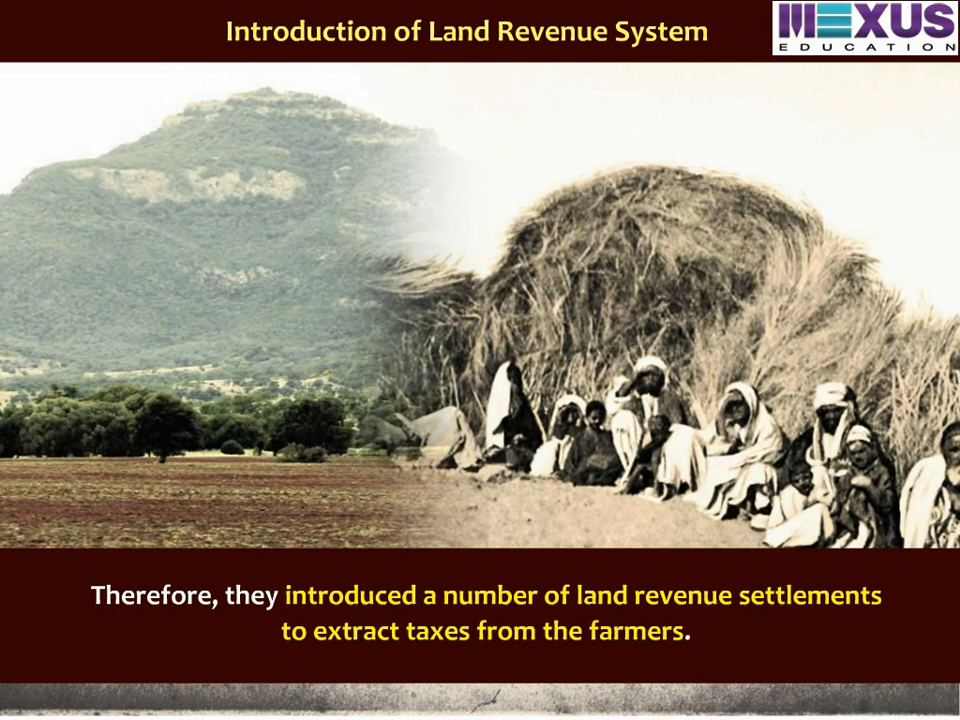 Introduction of Land Revenue System
MEXUS
EDUCATION
Therefore, they introduced a number of land revenue settlements
to extract taxes from the farmers.